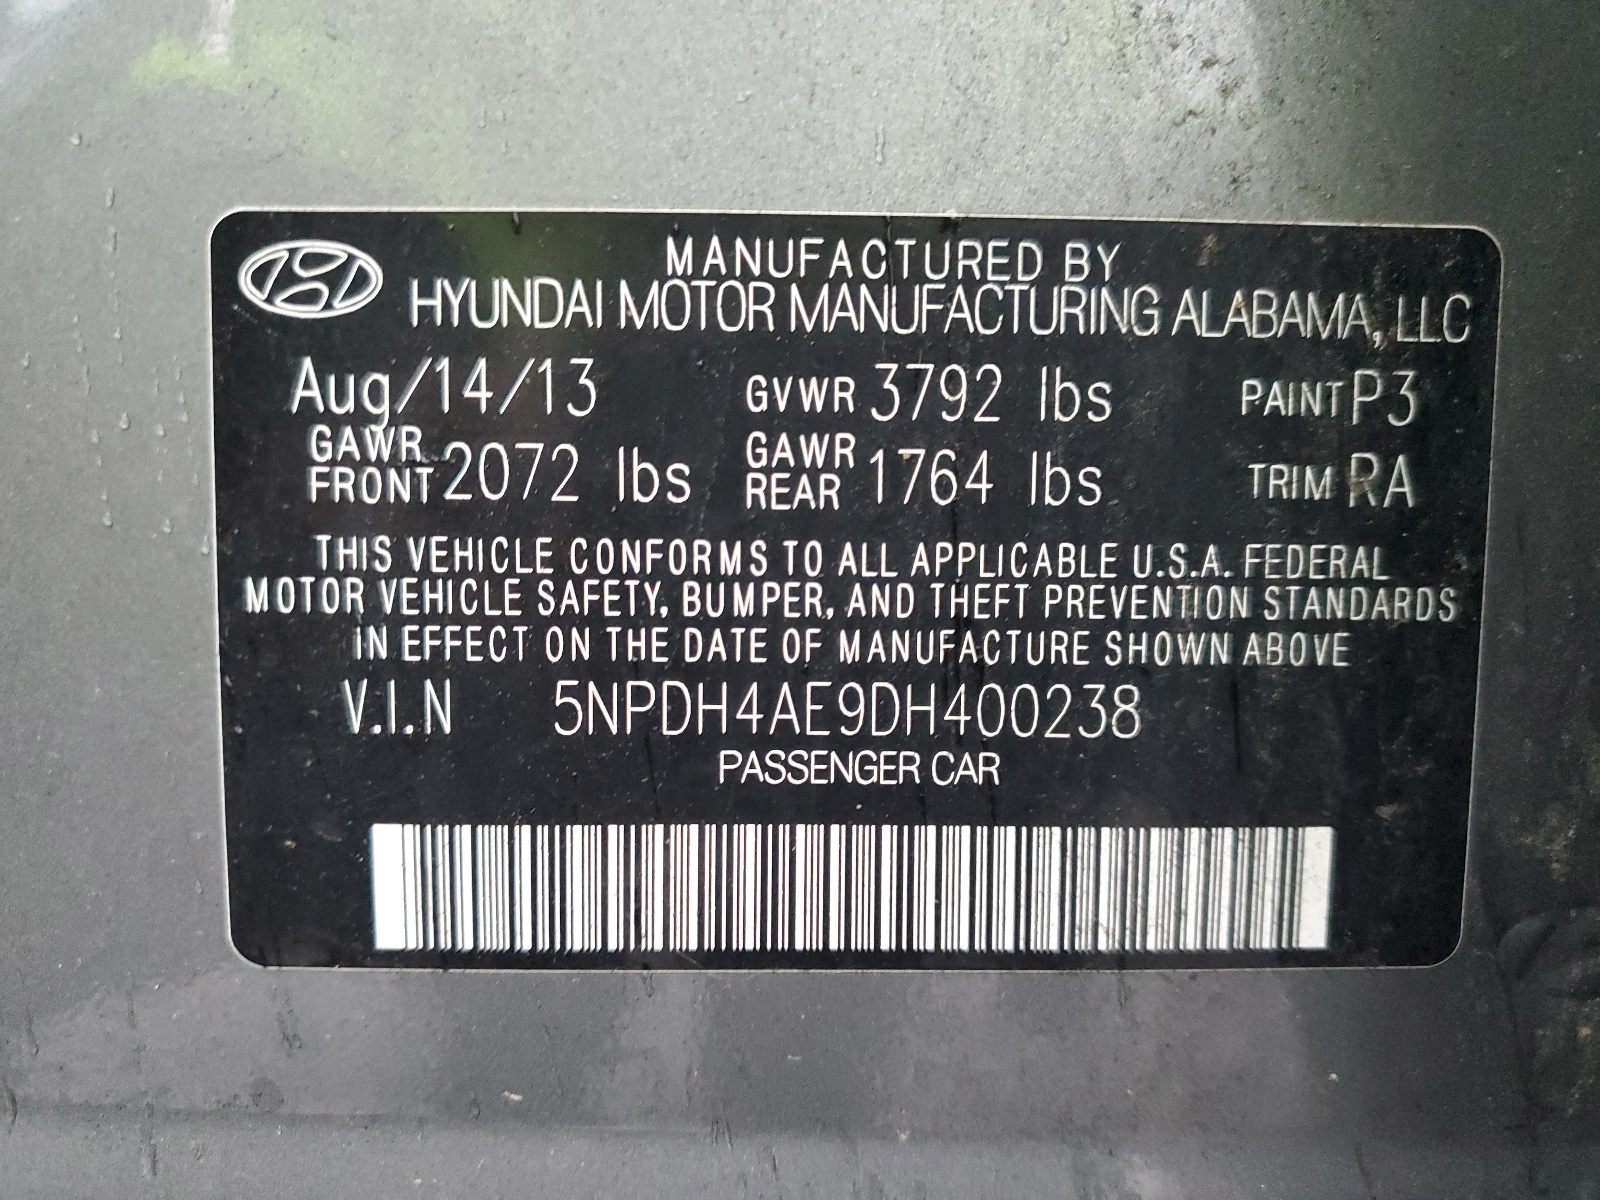 MANUFACTURED BY
HYUNDAI MOTOR MANUFACTURING ALABAMA, LLC
Aug/14/13 GVWR 3792 lbs PAINT P3
GAWR FRONT 2072 lbs GAWR REAR 1764 lbs TRIM RA
THIS VEHICLE CONFORMS TO ALL APPLICABLE U.S.A. FEDERAL
MOTOR VEHICLE SAFETY, BUMPER, AND THEFT PREVENTION STANDARDS
IN EFFECT ON THE DATE OF MANUFACTURE SHOWN ABOVE
V.I.N 5NPDH4AE9DH400238
PASSENGER CAR